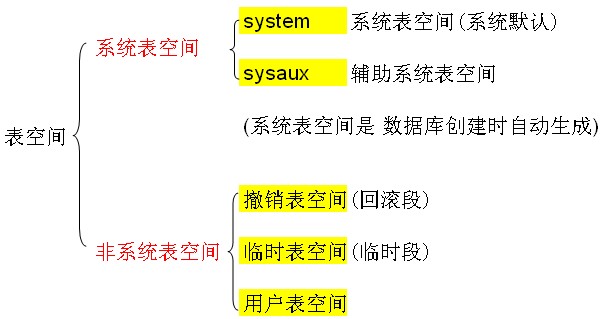 system 系统表空间(系统默认)
系统表空间
sysaux 辅助系统表空间
(系统表空间是 数据库创建时自动生成)
表空间
撤销表空间(回滚段)
非系统表空间
临时表空间(临时段)
用户表空间